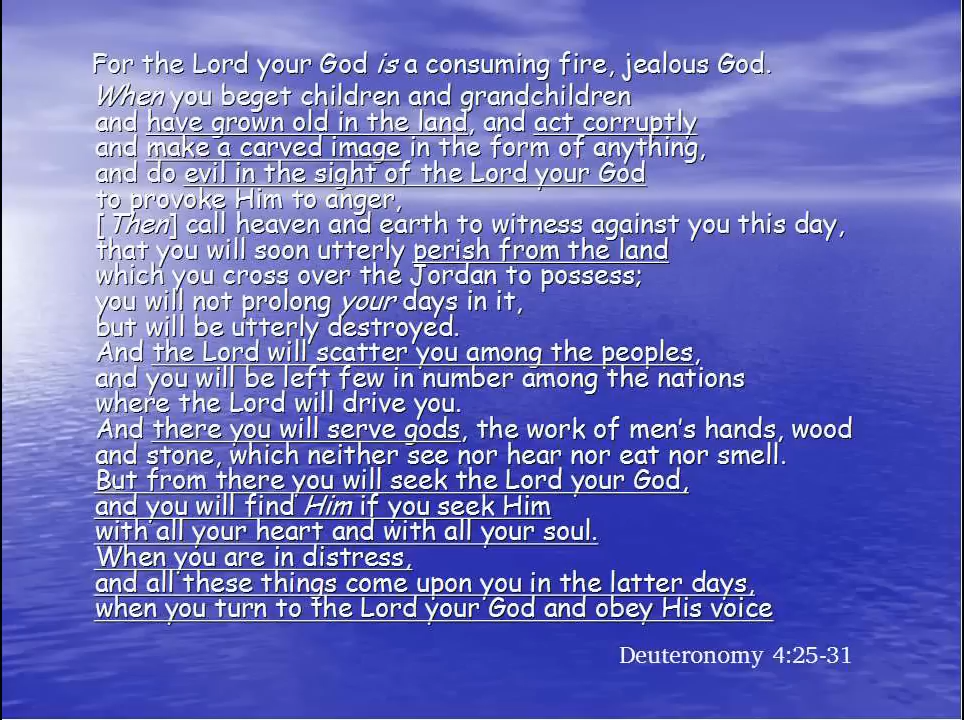 For the Lord your God is a consuming fire, jealous God.
When you beget children and grandchildren
and have grown old in the land, and act corruptly
and make a carved image in the form of anything,
and do evil in the sight of the Lord your God
to provoke Him to anger,
[Then] call heaven and earth to witness against you this day,
that you will soon utterly perish from the land
which you cross over the Jordan to possess;
you will not prolong your days in it,
but will be utterly destroyed.
And the Lord will scatter you among the peoples,
and you will be left few in number among the nations
where the Lord will drive you.
And there you will serve gods, the work of men's hands, wood
and stone, which neither see nor hear nor eat nor smell.
But from there you will seek the Lord your God,
and you will find Him if you seek Him
with all your heart and with all your soul.
When you are in distress,
and all these things come upon you in the latter days,
when you turn to the Lord your God and obey His voice
Deuteronomy 4:25-31